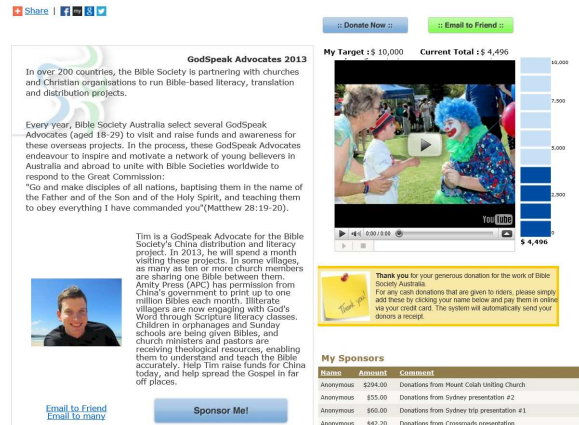 Share |
:: Donate Now ::
:: Email to Friend ::
GodSpeak Advocates 2013
In over 200 countries, the Bible Society is partnering with churches
and Christian organisations to run Bible-based literacy, translation
and distribution projects.
Every year, Bible Society Australia select several GodSpeak
Advocates (aged 18-29) to visit and raise funds and awareness for
these overseas projects. In the process, these GodSpeak Advocates
endeavour to inspire and motivate a network of young believers in
Australia and abroad to unite with Bible Societies worldwide to
respond to the Great Commission:
"Go and make disciples of all nations, baptising them in the name of
the Father and of the Son and of the Holy Spirit, and teaching them
to obey everything I have commanded you"(Matthew 28:19-20).
Tim is a GodSpeak Advocate for the Bible
Society's China distribution and literacy
project. In 2013, he will spend a month
visiting these projects. In some villages,
as many as ten or more church members
are sharing one Bible between them.
Amity Press (APC) has permission from
China's government to print up to one
million Bibles each month. Illiterate
villagers are now engaging with God's
Word through Scripture literacy classes.
Children in orphanages and Sunday
schools are being given Bibles, and
church ministers and pastors are
receiving theological resources, enabling
them to understand and teach the Bible
accurately. Help Tim raise funds for China
today, and help spread the Gospel in far
off places.
Email to Friend
Email to many
Sponsor Me!
My Target :$ 10,000 Current Total :$ 4,496
10,000
7,500
5,000
2,500
0
$ 4,496
You Tube
0:00 / 0:00
Thank you
Thank you for your generous donation for the work of Bible
Society Australia.
For any cash donations that are given to riders, please simply
add these by clicking your name below and pay them in online
via your credit card. The system will automatically send your
donors a receipt.
My Sponsors
Name Amount Comment
Anonymous $294.00 Donations from Mount Colah Uniting Church
Anonymous $55.00 Donations from Sydney presentation #2
Anonymous $60.00 Donations from Sydney trip presentation #1
Anonymous $42.20 Donations from Crossroads presentation